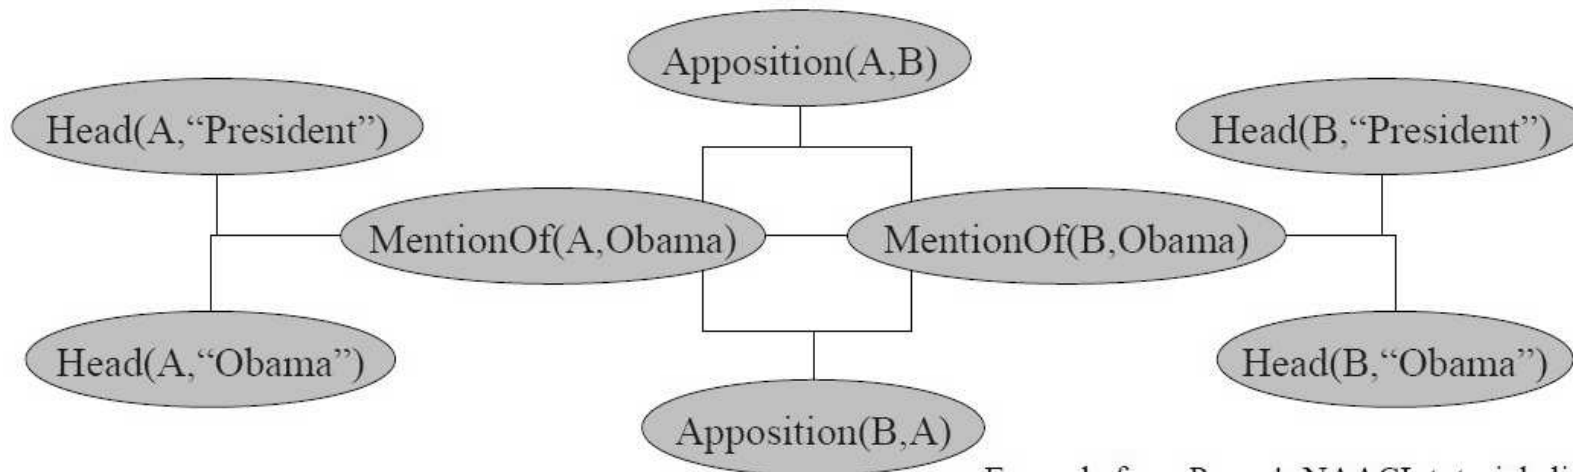 Apposition(A,B)
Head(A,“President”)
Head(B,“President”)
MentionOf(A,Obama)
MentionOf(B,Obama)
Head(A,“Obama”)
Head(B,“Obama”)
Apposition(B,A)